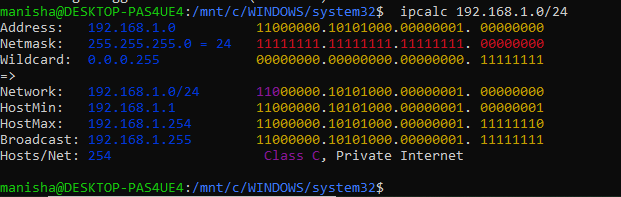 manisha@DESKTOP-PAS4UE4:/mnt/c/WINDOWS/system32$ ipcalc 192.168.1.0/24
Address: 192.168.1.0 11000000.10101000.00000001. 00000000
Netmask: 255.255.255.0 = 24 11111111.11111111.11111111. 00000000
Wildcard: 0.0.0.255 00000000.00000000.00000000. 11111111
=>
Network: 192.168.1.0/24 11000000.10101000.00000001. 00000000
HostMin: 192.168.1.1 11000000.10101000.00000001. 00000001
HostMax: 192.168.1.254 11000000.10101000.00000001. 11111110
Broadcast: 192.168.1.255 11000000.10101000.00000001. 11111111
Hosts/Net: 254 Class C, Private Internet
manisha@DESKTOP-PAS4UE4:/mnt/c/WINDOWS/system32$